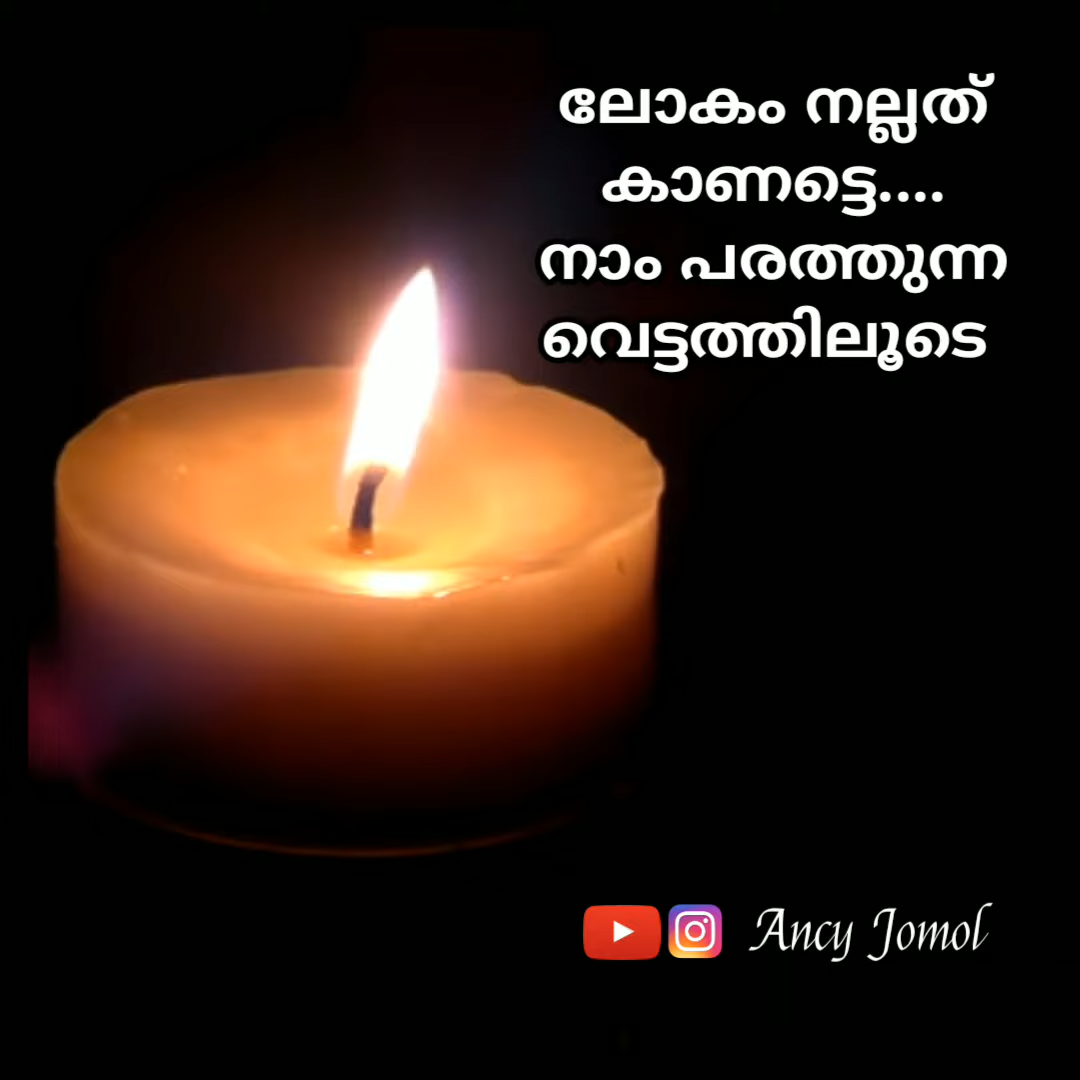 ലോകം നല്ലത്
കാണട്ടെ....
നാം പരത്തുന്ന
വെട്ടത്തിലൂടെ
Ancy Jomol